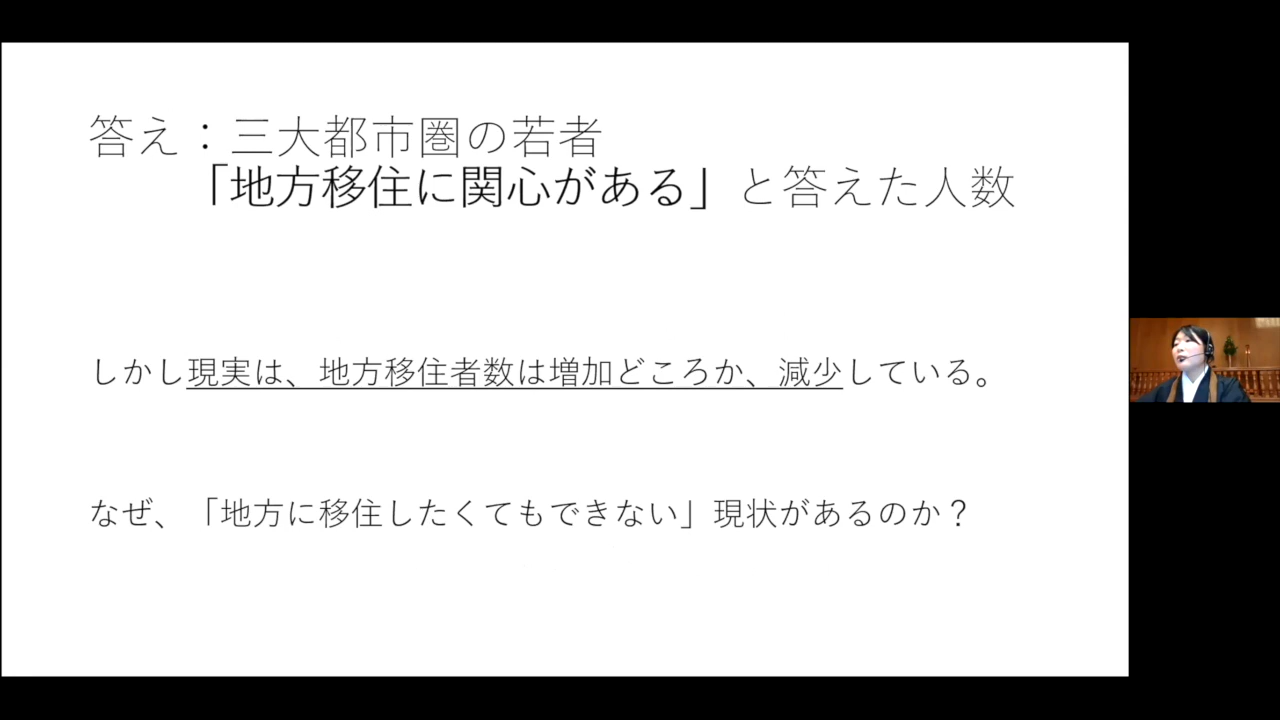 答え：三大都市圏の若者
「地方移住に関心がある」と答えた人数
しかし現実は、地方移住者数は増加どころか、減少している。
なぜ、「地方に移住したくてもできない」現状があるのか？